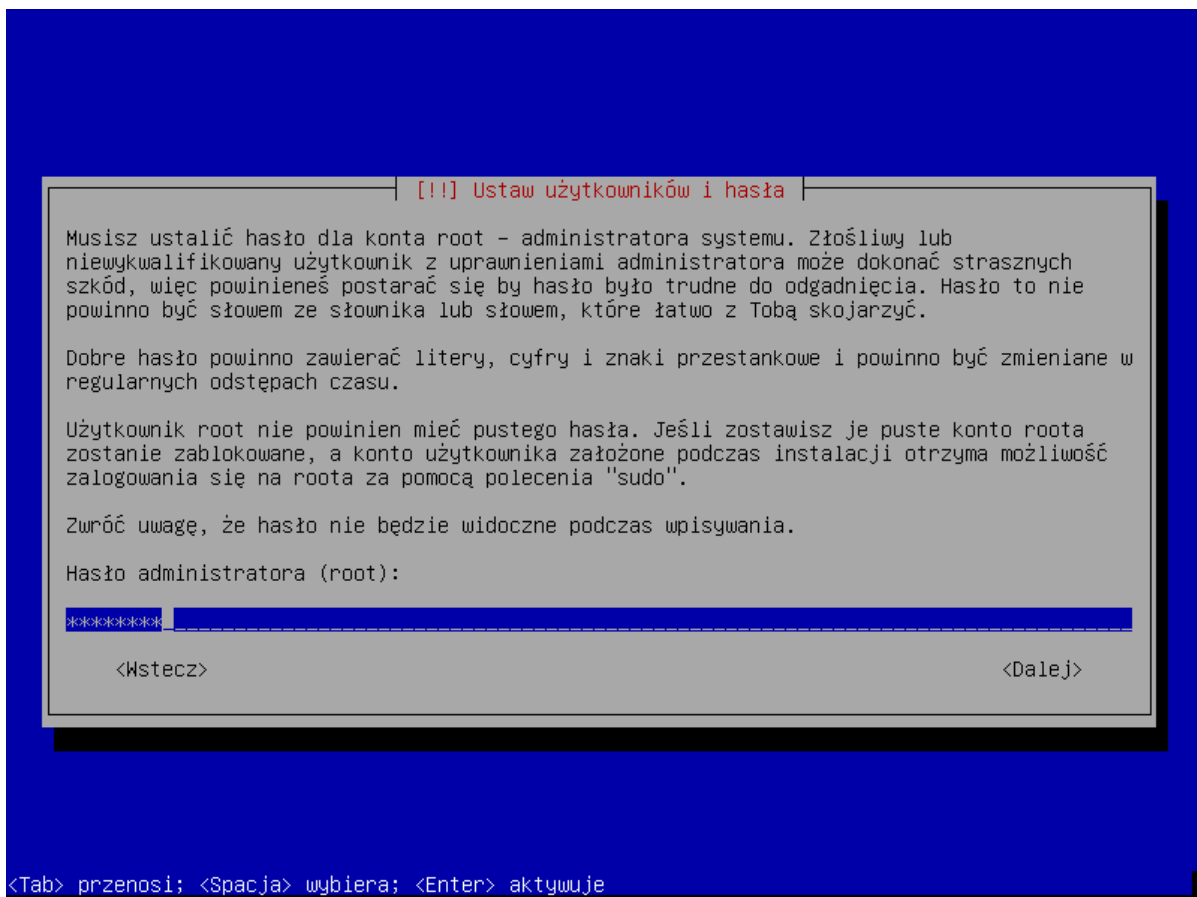 [!!] Ustaw użytkowników i hasła
Musisz ustalić hasło dla konta root – administratora systemu. Złośliwy lub
niewykwalifikowany użytkownik z uprawnieniami administratora może dokonać strasznych
szkód, więc powinieneś postarać się by hasło było trudne do odgadnięcia. Hasło to nie
powinno być słowem ze słownika lub słowem, które łatwo z Tobą skojarzyć.
Dobre hasło powinno zawierać litery, cyfry i znaki przestankowe i powinno być zmieniane w
regularnych odstępach czasu.
Użytkownik root nie powinien mieć pustego hasła. Jeśli zostawisz je puste konto roota
zostanie zablokowane, a konto użytkownika założone podczas instalacji otrzyma możliwość
zalogowania się na roota za pomocą polecenia "sudo".
Zwróć uwagę, że hasło nie będzie widoczne podczas wpisywania.
Hasło administratora (root):
********
<Wstecz> <Dalej>
<Tab> przenosi; <Spacja> wybiera; <Enter> aktywuje